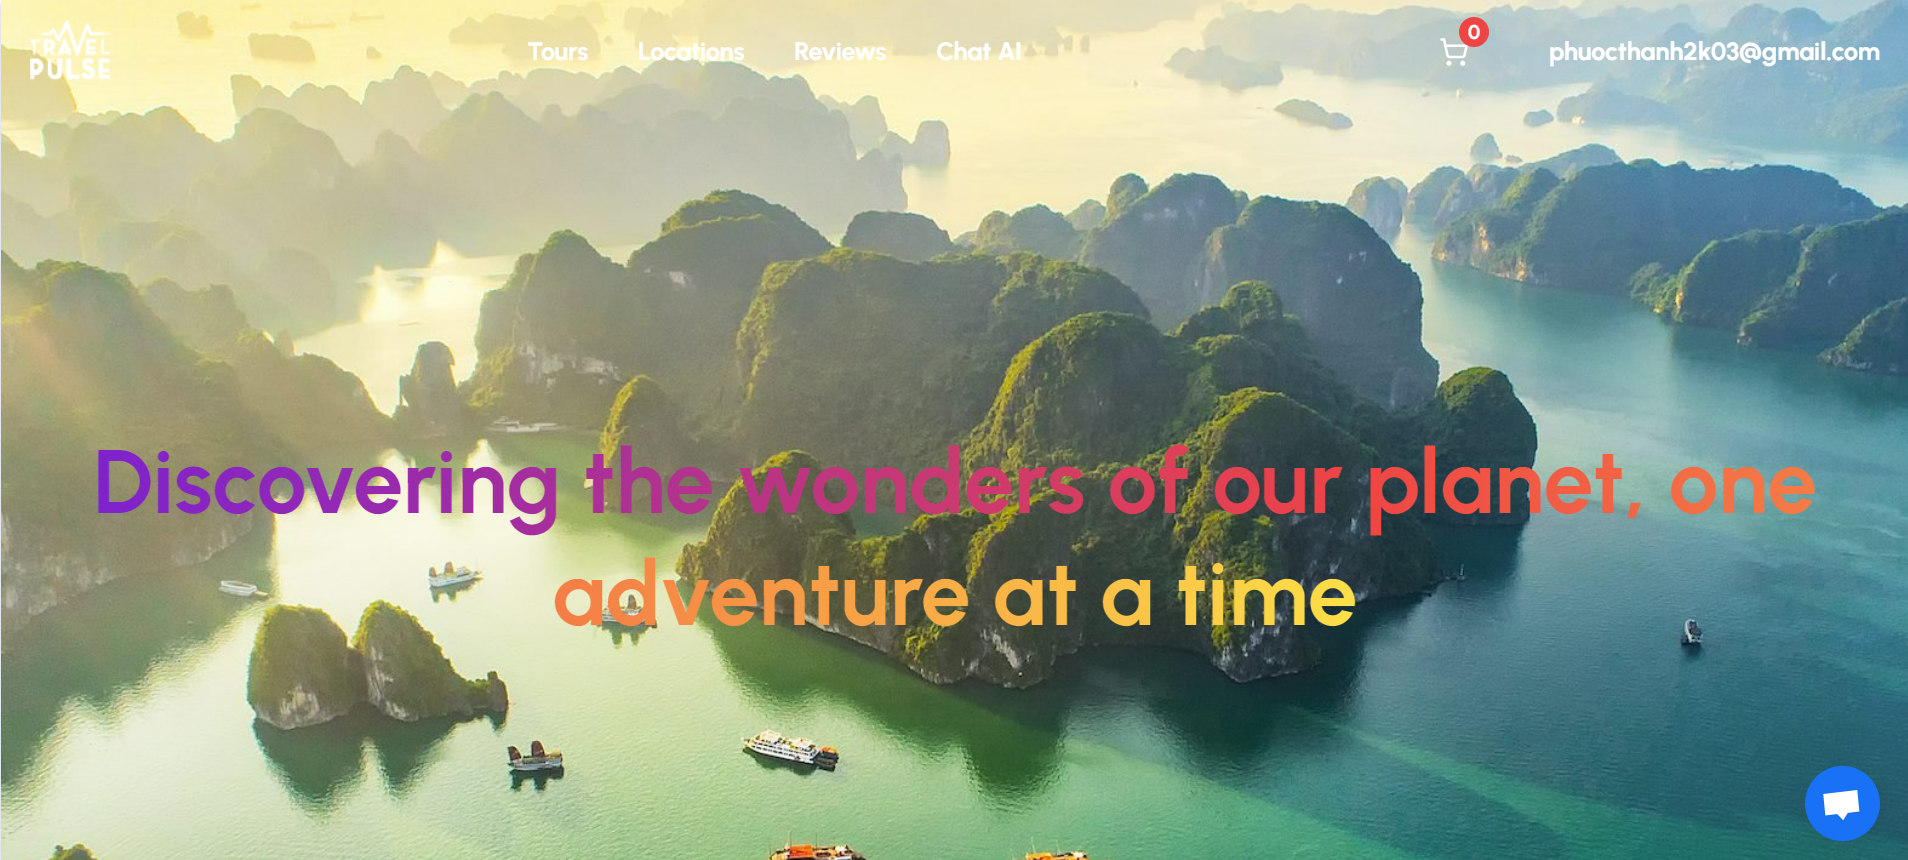 TRAVEL
PULSE
Tours Locations Reviews Chat AI
0
phuocthanh2k03@gmail.com
Discovering the wonders of our planet, one
adventure at a time